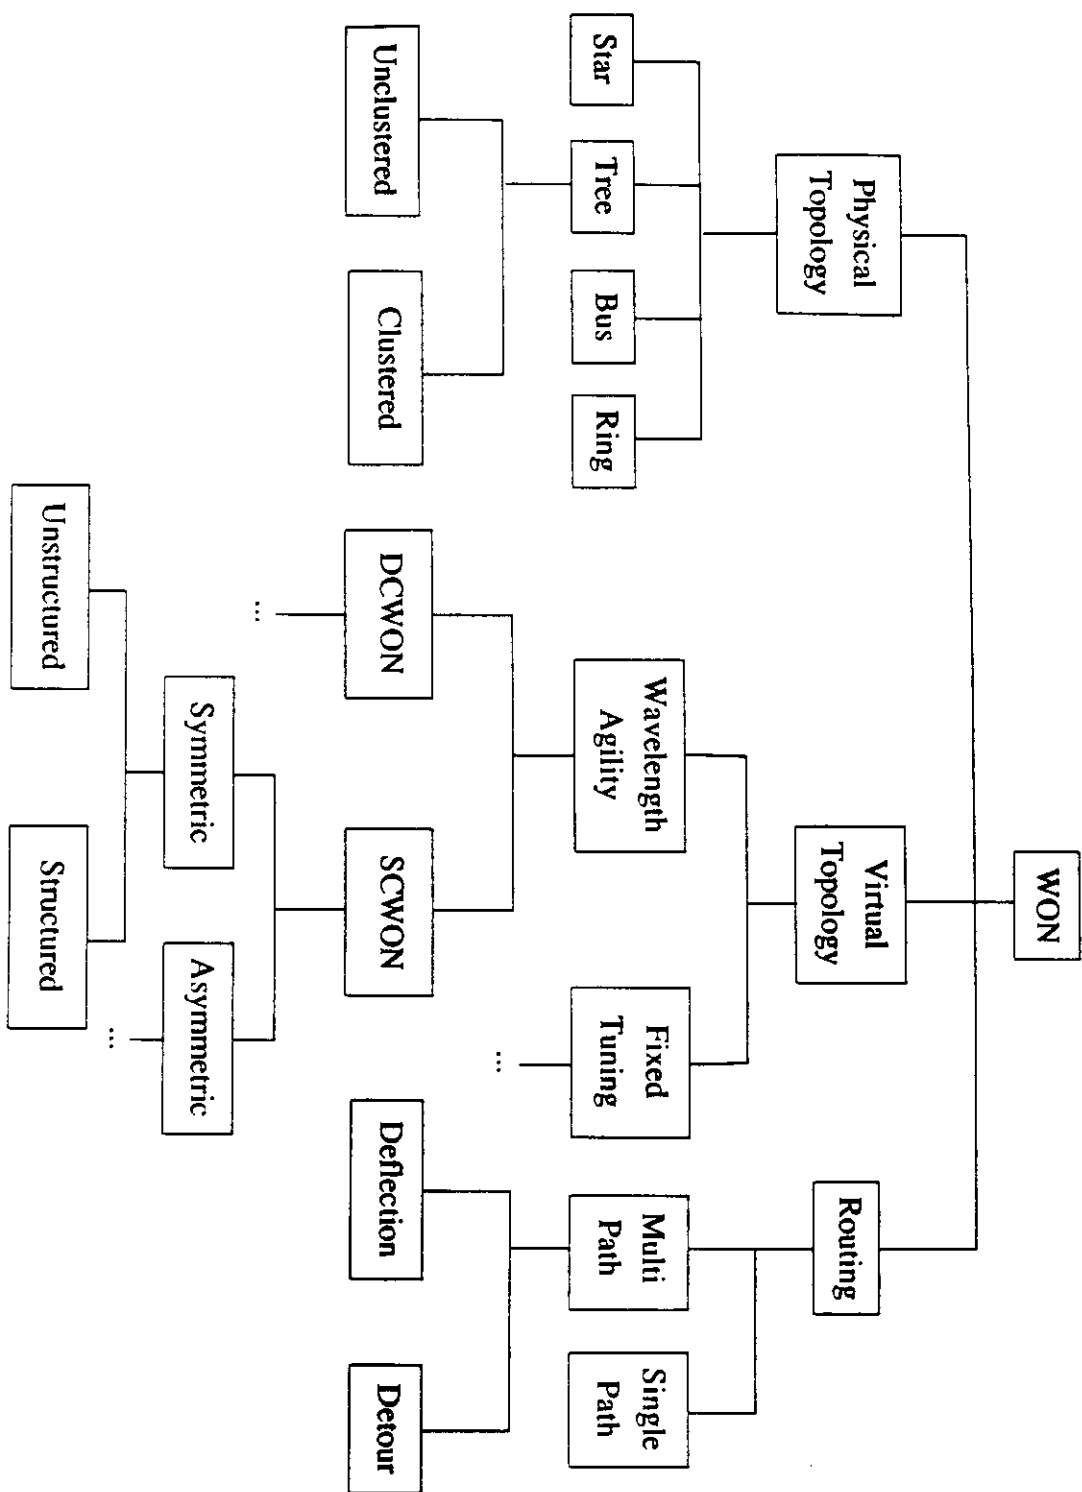 WON
Physical
Topology
Virtual
Topology
Routing
Star
Tree
Bus
Ring
Wavelength
Agility
Fixed
Tuning
...
Multi
Path
Single
Path
Unclustered
Clustered
DCWON
...
SCWON
Deflection
Detour
Symmetric
Asymmetric
...
Unstructured
Structured